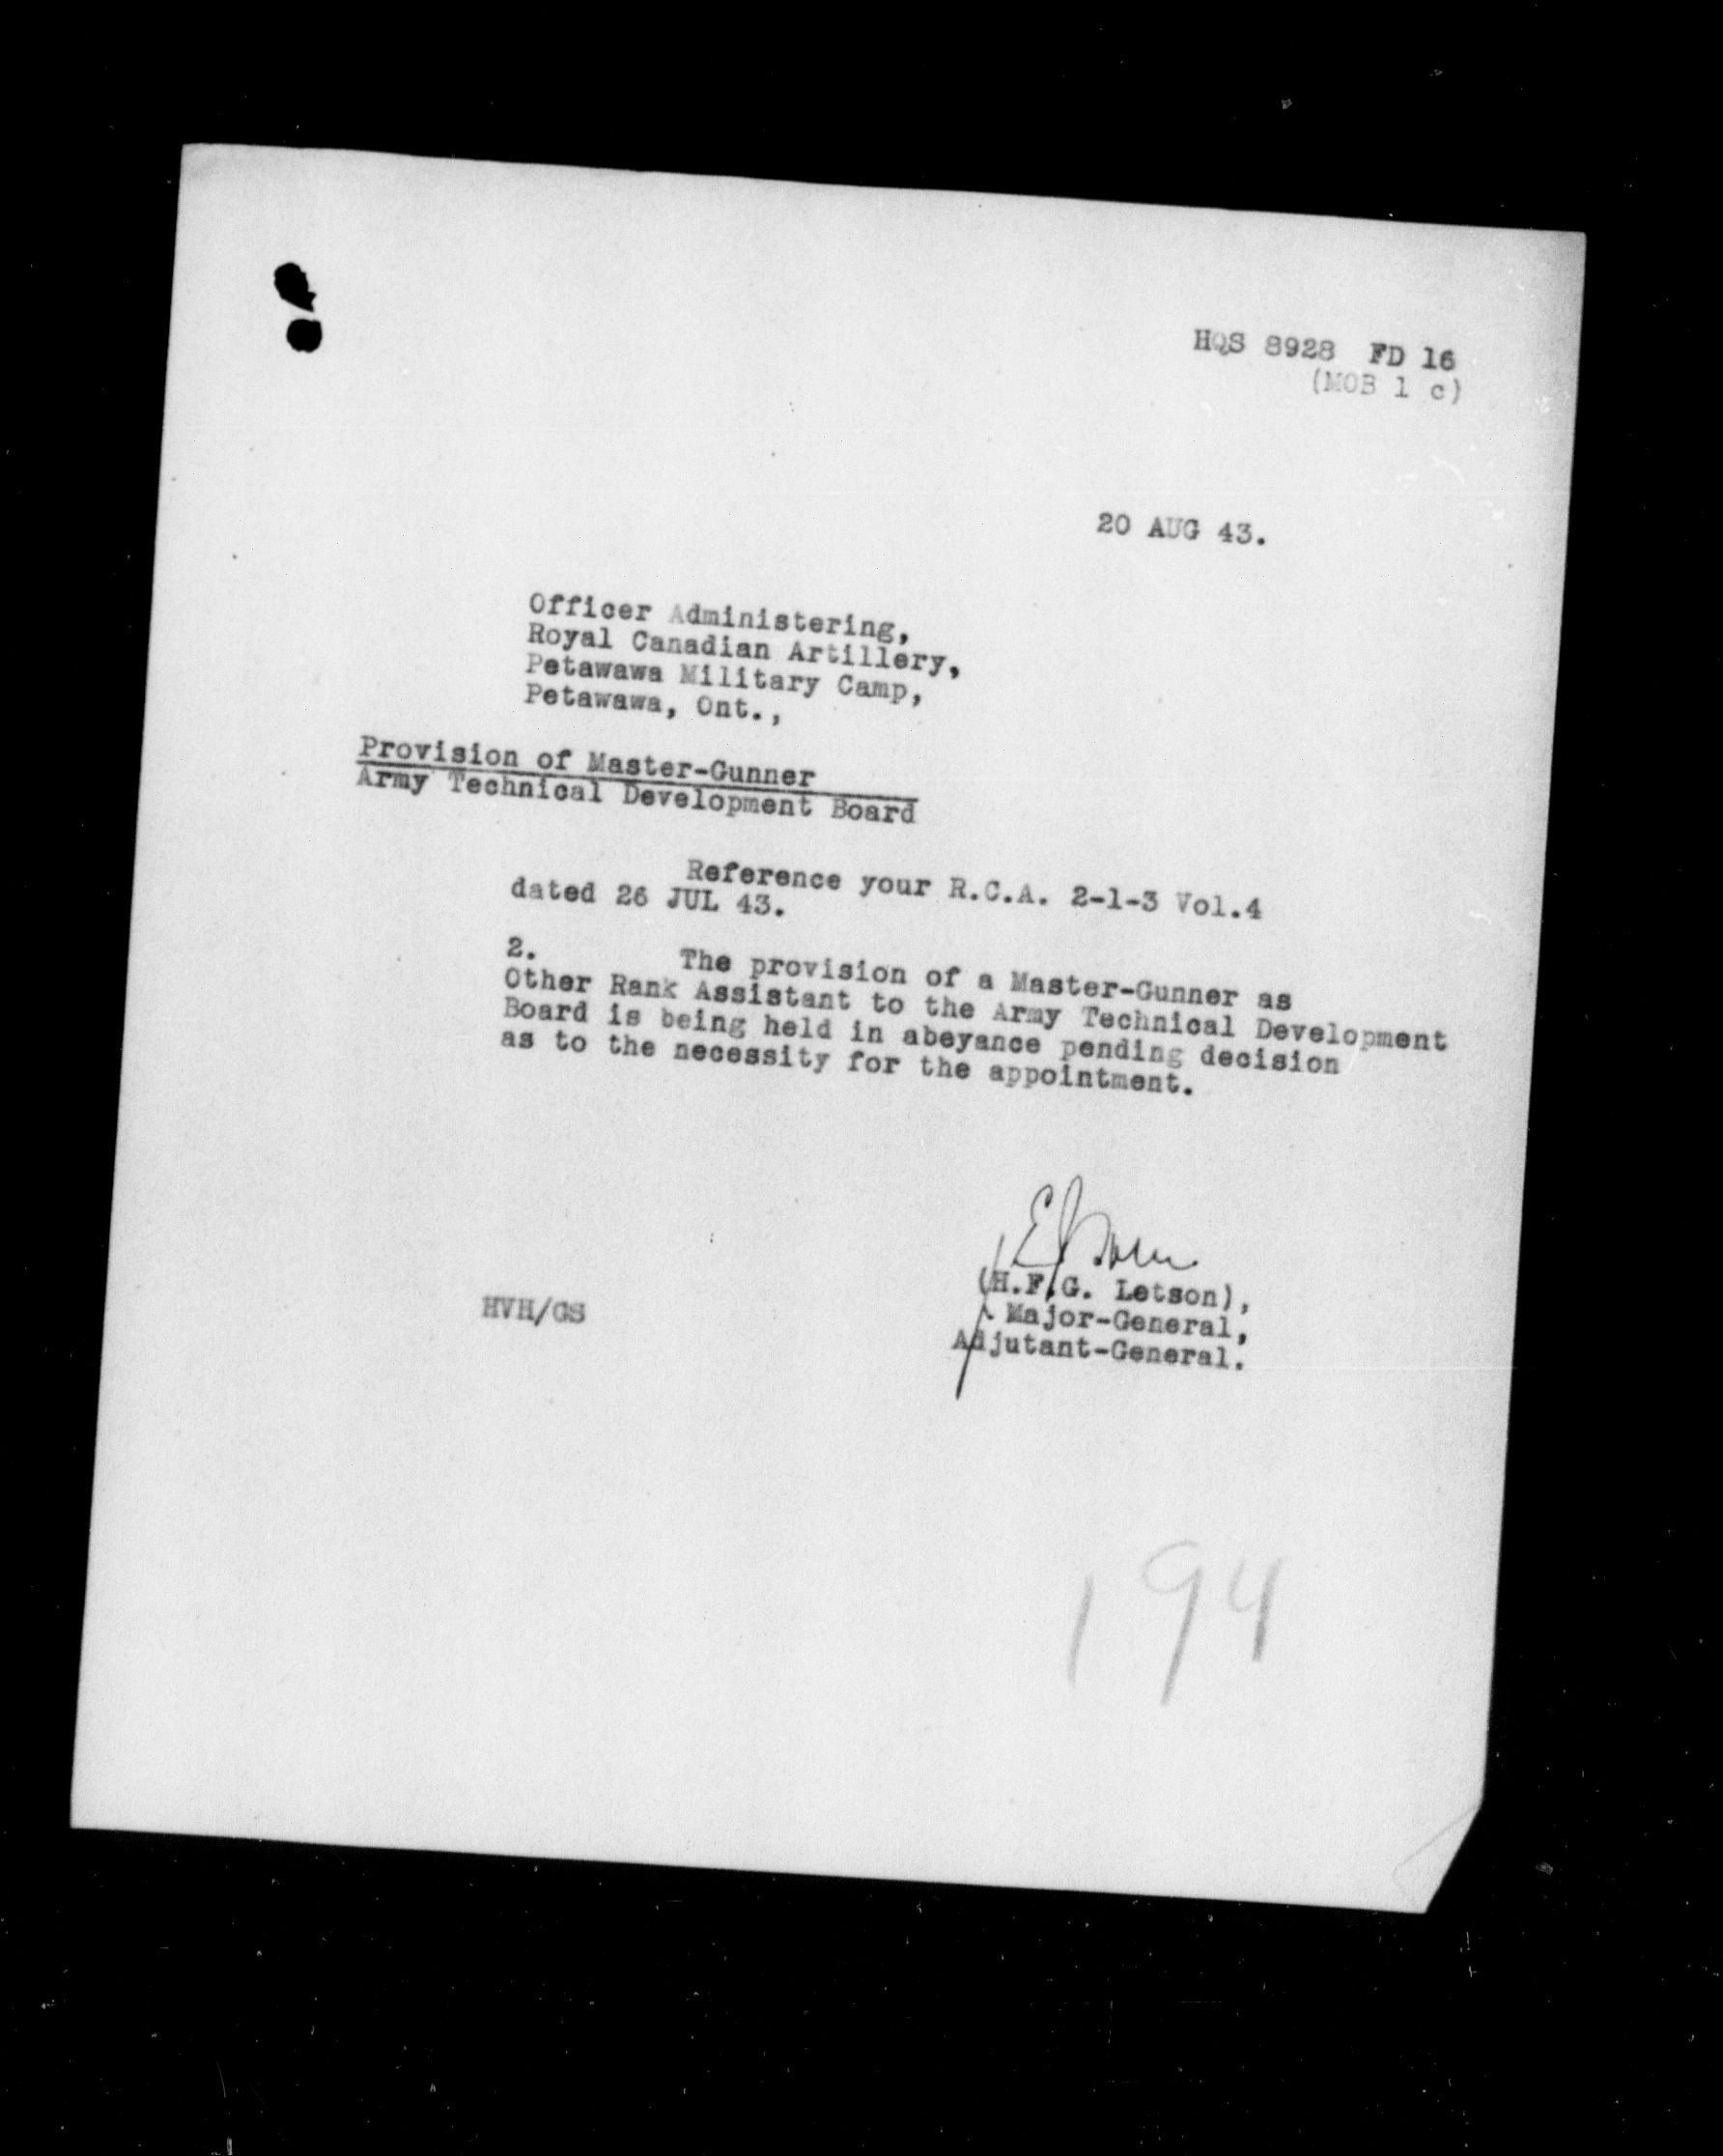 HQS 8928 FD 16
(MOB 1 c)
20 AUG 43.
Officer Administering,
Royal Canadian Artillery,
Petawawa Military Camp,
Petawawa, Ont.,
Provision of Master-Gunner
Army Technical Development Board
Reference your R.C.A. 2-1-3 Vol.4
dated 26 JUL 43.
2. The provision of a Master-Gunner as
Other Rank Assistant to the Army Technical Development
Board is being held in abeyance pending decision
as to the necessity for the appointment.
(H.F.G. Letson),
Major-General,
Adjutant-General.
HVH/GS
194